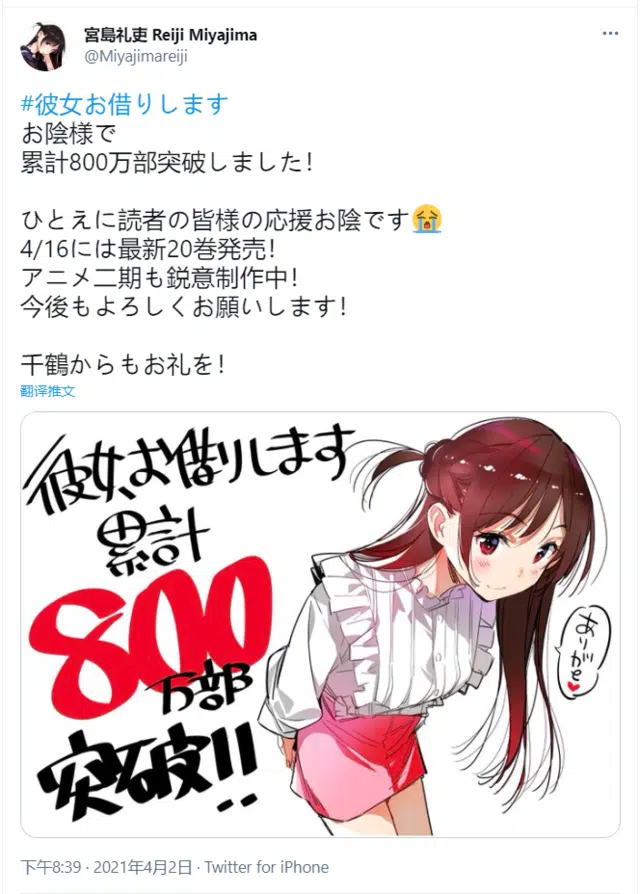 宮島礼吏 Reiji Miyajima
@Miyajimareiji
#彼女お借りします
お陰様で
累計800万部突破しました!
ひとえに読者の皆様の応援お陰です😭
4/16には最新20巻発売!
アニメ二期も鋭意制作中!
今後もよろしくお願いします!
千鶴からもお礼を!
翻译推文
彼女、お借りします
累計
800
万部
突破!!
ありがと♥
下午8:39 · 2021年4月2日 · Twitter for iPhone